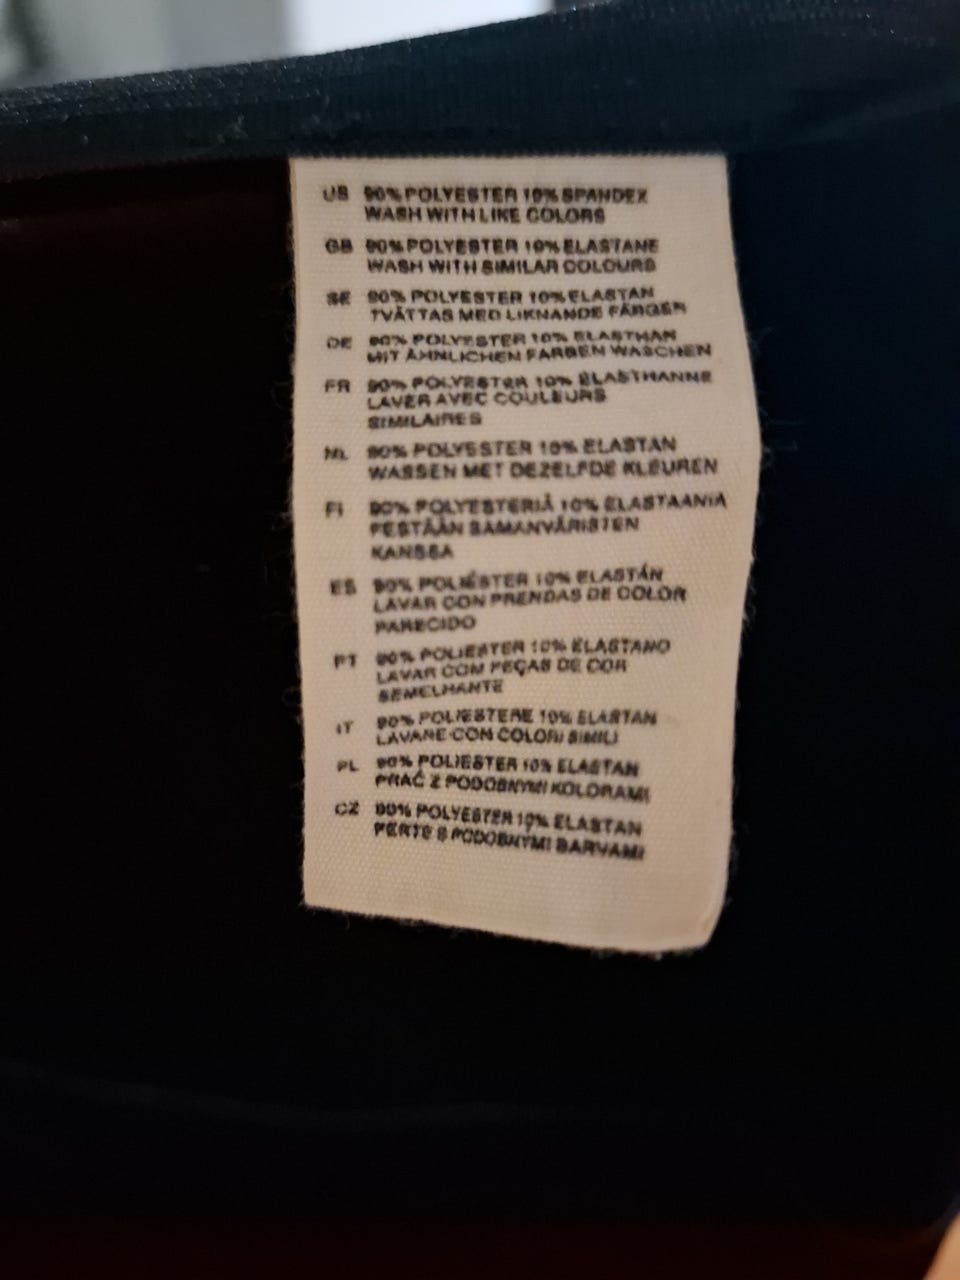 US 90% POLYESTER 10% SPANDEX
WASH WITH LIKE COLORS
GB 90% POLYESTER 10% ELASTANE
WASH WITH SIMILAR COLOURS
SE 90% POLYESTER 10% ELASTAN
TVÄTTAS MED LIKNANDE FÄRGER
DE 90% POLYESTER 10% ELASTHAN
MIT ÄHNLICHEN FARBEN WASCHEN
FR 90% POLYESTER 10% ÉLASTHANNE
LAVER AVEC COULEURS
SIMILAIRES
NL 90% POLYESTER 10% ELASTAN
WASSEN MET DEZELFDE KLEUREN
FI 90% POLYESTERIÄ 10% ELASTAANIA
PESTÄÄN SAMANVÄRISTEN
KANSSA
ES 90% POLIÉSTER 10% ELASTÁN
LAVAR CON PRENDAS DE COLOR
PARECIDO
PT 90% POLIESTER 10% ELASTANO
LAVAR COM PEÇAS DE COR
SEMELHANTE
IT 90% POLIESTERE 10% ELASTAN
LAVARE CON COLORI SIMILI
PL 90% POLIESTER 10% ELASTAN
PRAĆ Z PODOBNYMI KOLORAMI
CZ 90% POLYESTER 10% ELASTAN
PERTE S PODOBNÝMI BARVAMI